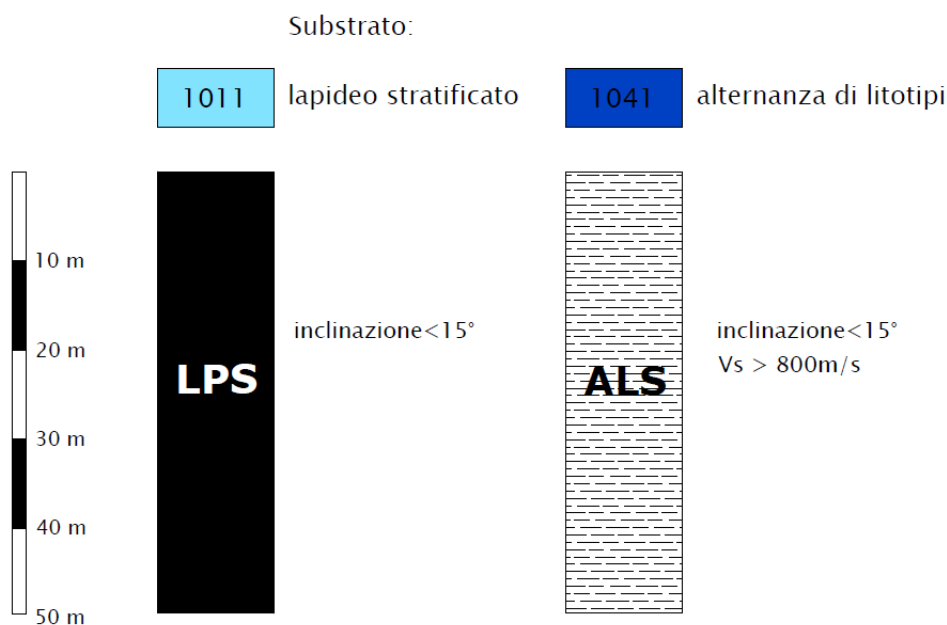 Substrato:
1011 lapideo stratificato
1041 alternanza di litotipi
10 m
20 m
30 m
40 m
50 m
LPS
inclinazione<15°
ALS
inclinazione<15°
Vs > 800m/s